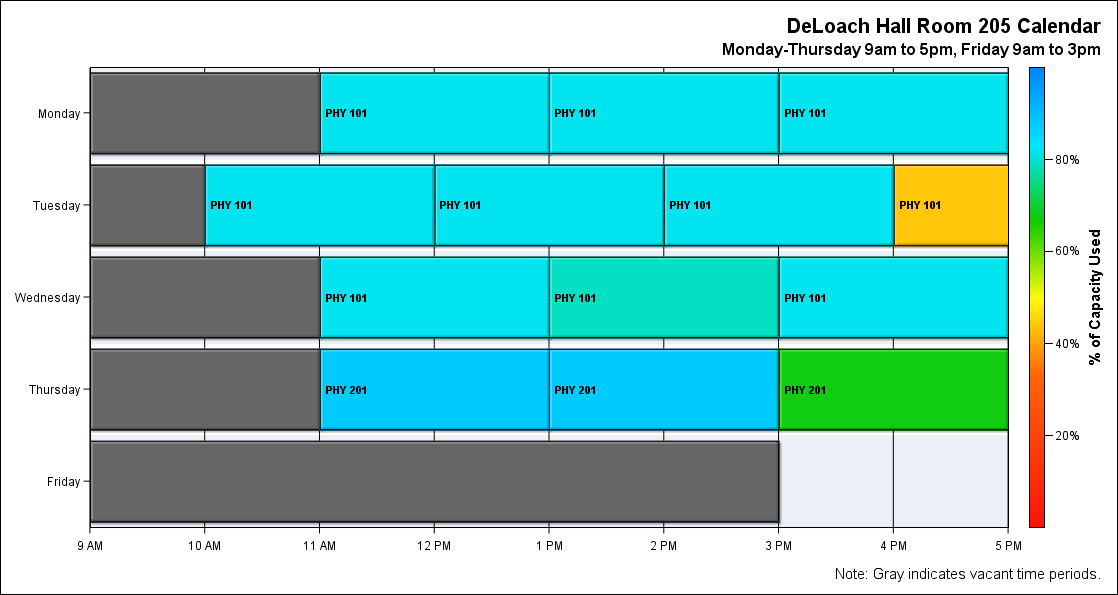 DeLoach Hall Room 205 Calendar
Monday-Thursday 9am to 5pm, Friday 9am to 3pm
Monday
PHY 101
PHY 101
PHY 101
Tuesday
PHY 101
PHY 101
PHY 101
PHY 101
Wednesday
PHY 101
PHY 101
PHY 101
Thursday
PHY 201
PHY 201
PHY 201
Friday
9 AM
10 AM
11 AM
12 PM
1 PM
2 PM
3 PM
4 PM
5 PM
80%
60%
40%
20%
% of Capacity Used
Note: Gray indicates vacant time periods.